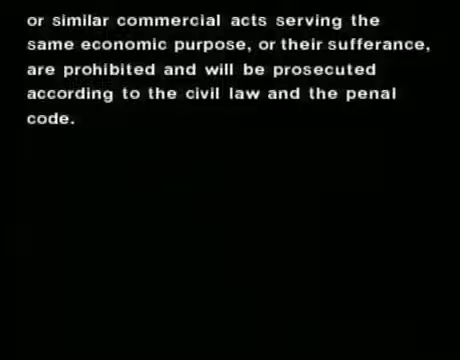 or similar commercial acts serving the
same economic purpose, or their sufferance,
are prohibited and will be prosecuted
according to the civil law and the penal
code.